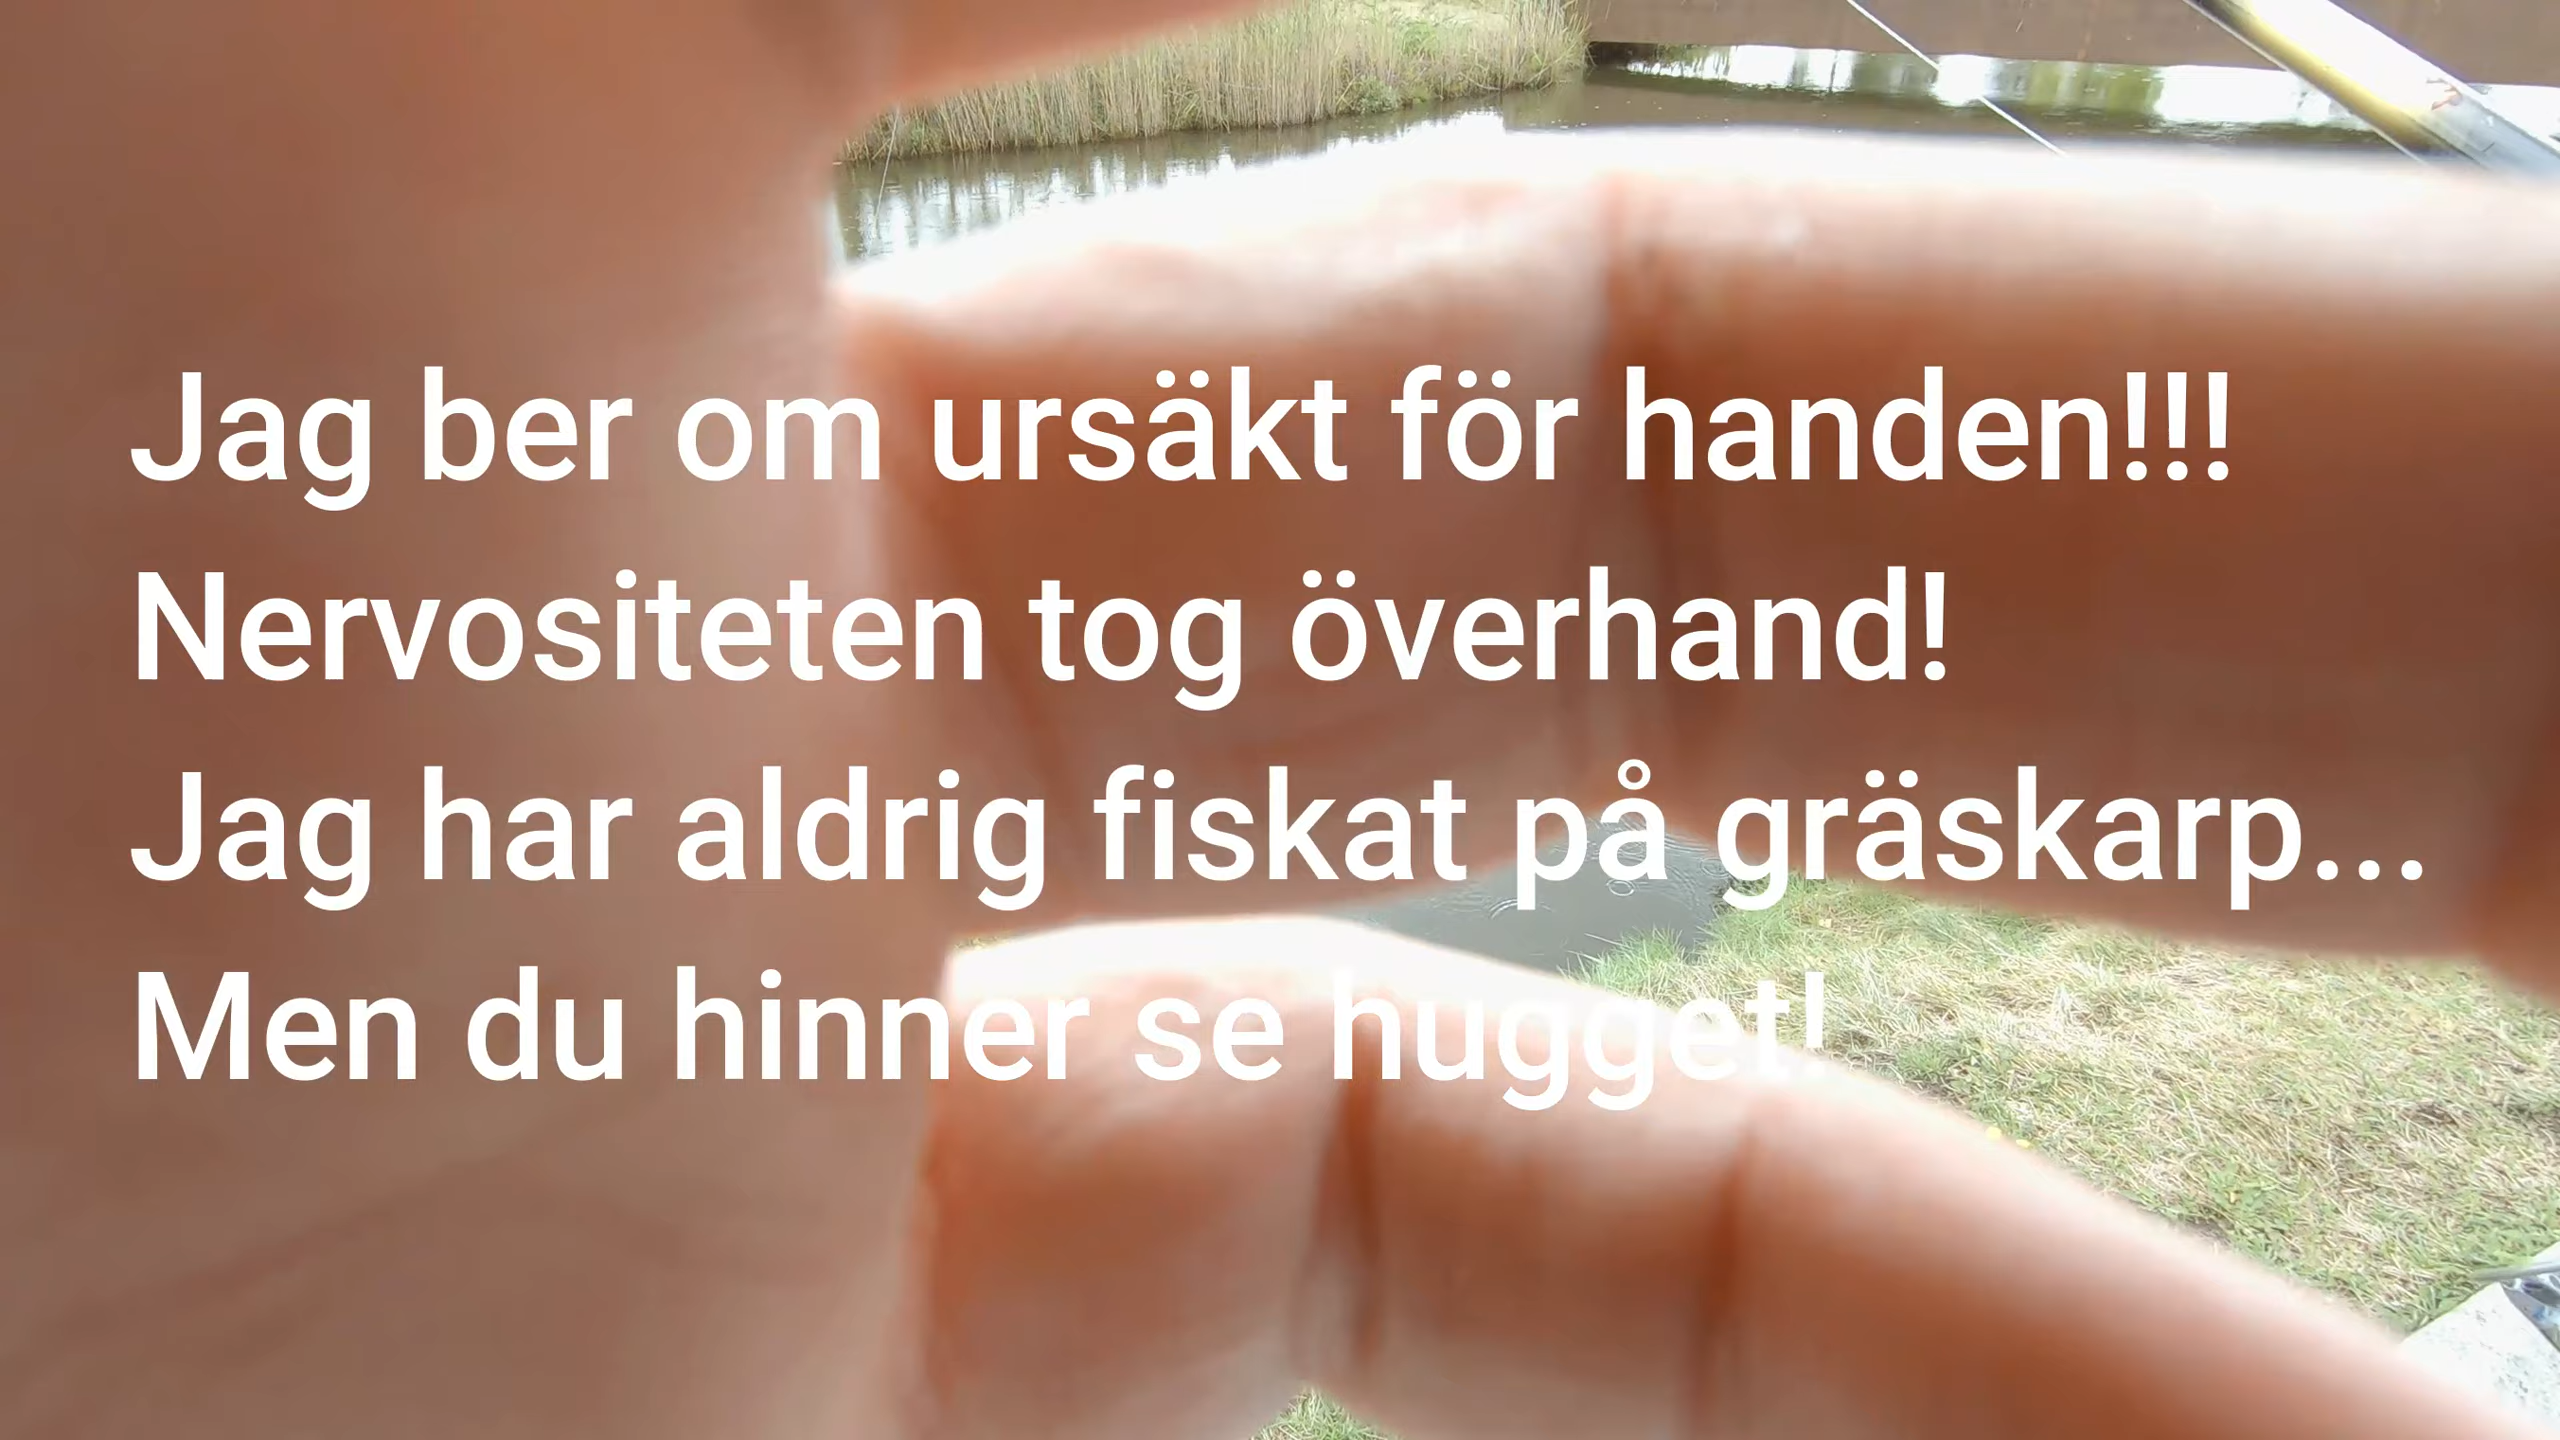 Jag ber om ursäkt för handen!!!
Nervositeten tog överhand!
Jag har aldrig fiskat på gräskarp...
Men du hinner se hugget!